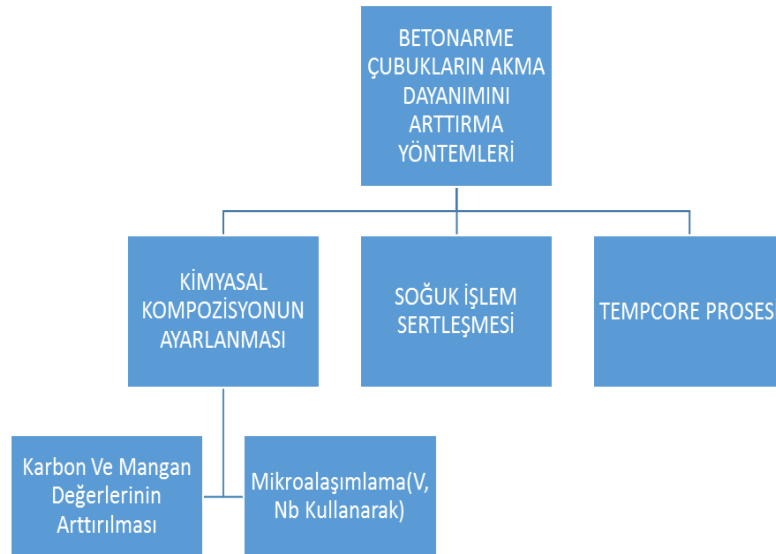 BETONARME
ÇUBUKLARIN AKMA
DAYANIMINI
ARTTIRMA
YÖNTEMLERİ
KİMYASAL
KOMPOZİSYONUN
AYARLANMASI
SOĞUK İŞLEM
SERTLEŞMESİ
TEMPCORE PROSESİ
Karbon Ve Mangan
Değerlerinin
Arttırılması
Mikroalaşımlama(V,
Nb Kullanarak)